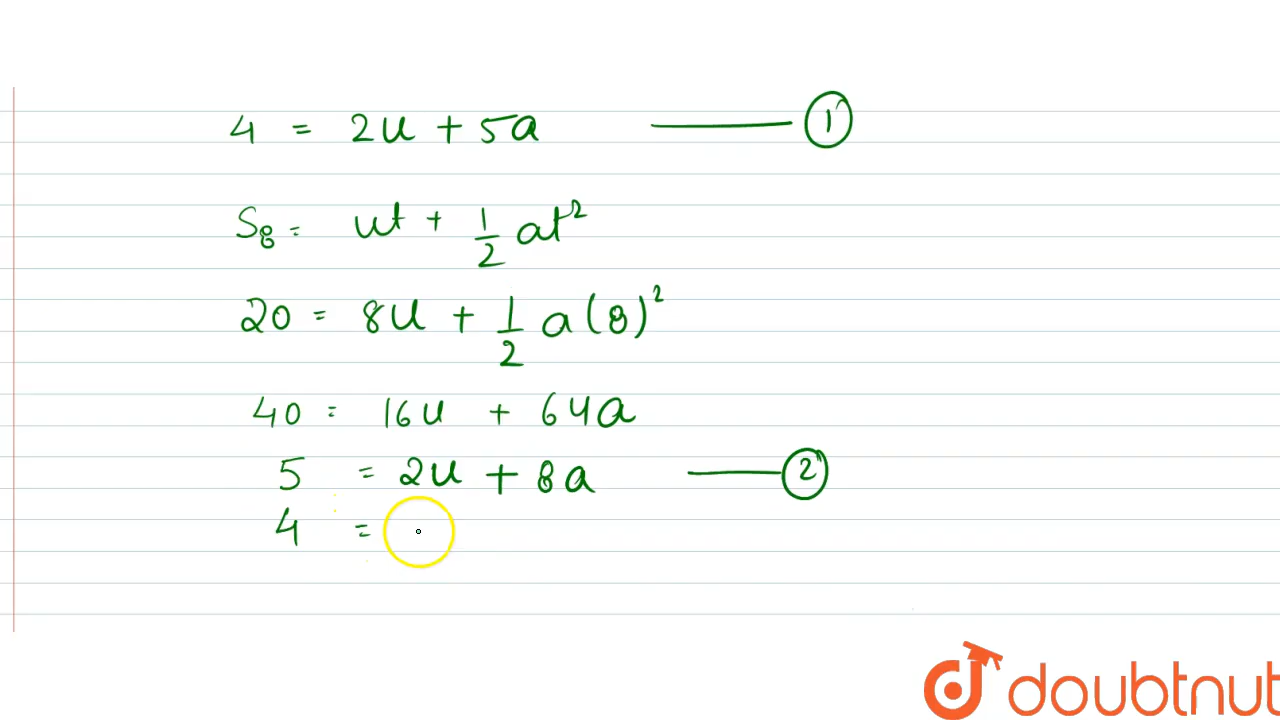 4 = 2u + 5a ——— ①
S₈ = ut + 1/2 at²
20 = 8u + 1/2 a(8)²
40 = 16u + 64a
5 = 2u + 8a ——— ②
4 =
doubtnut